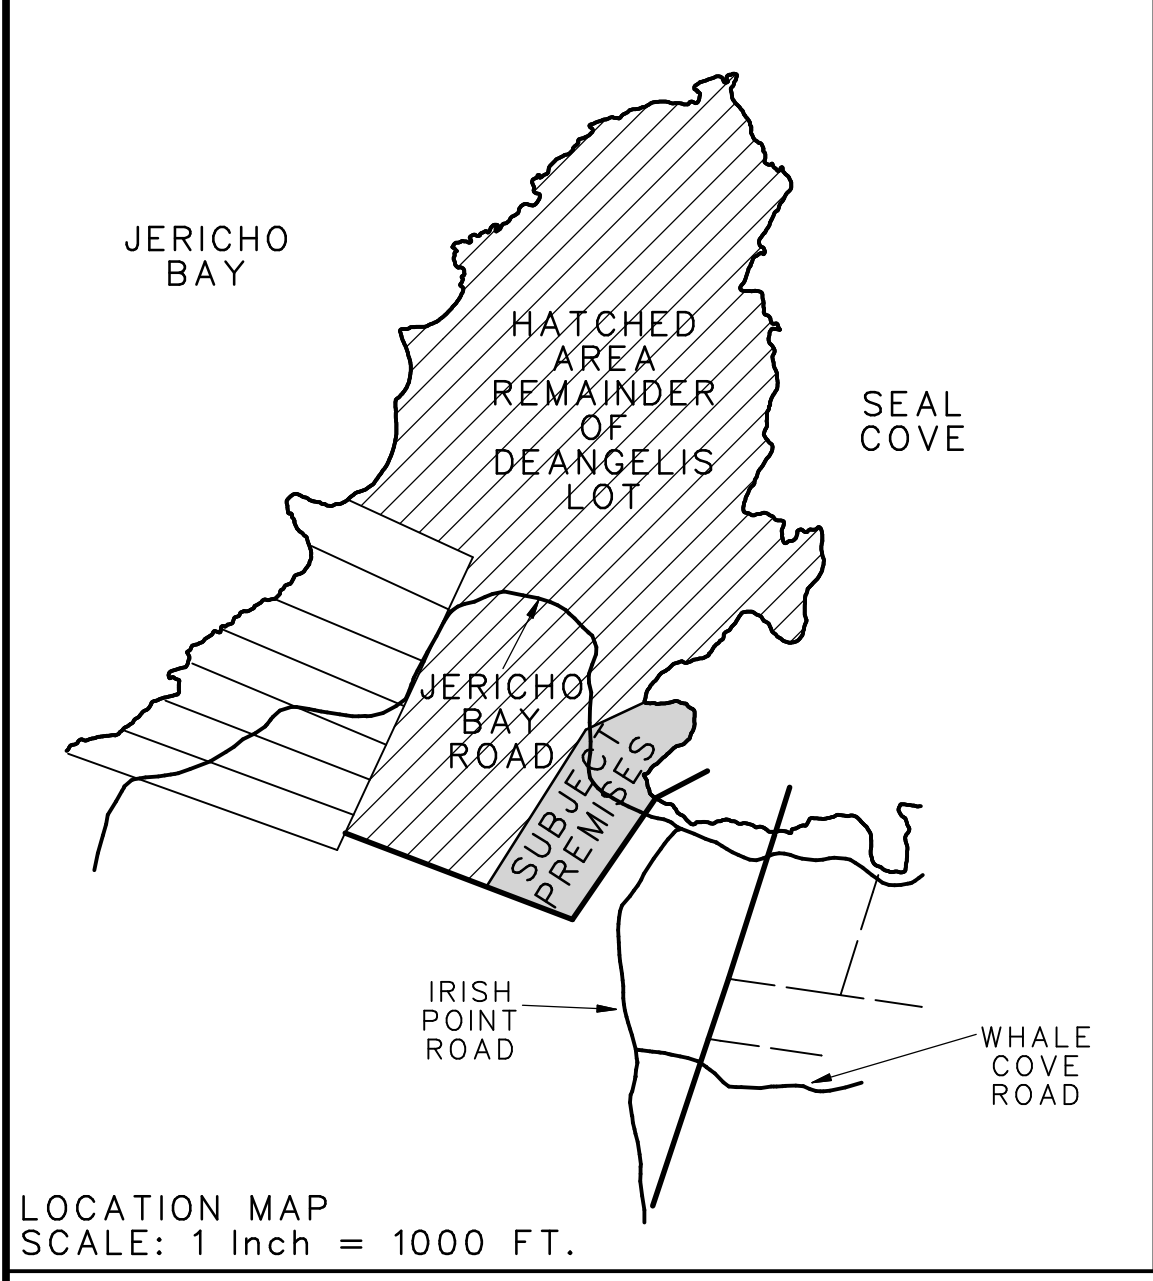 JERICHO
BAY
HATCHED
AREA
REMAINDER
OF
DEANGELIS
LOT
SEAL
COVE
JERICHO
BAY
ROAD
SUBJECT
PREMISES
IRISH
POINT
ROAD
WHALE
COVE
ROAD
LOCATION MAP
SCALE: 1 Inch = 1000 FT.